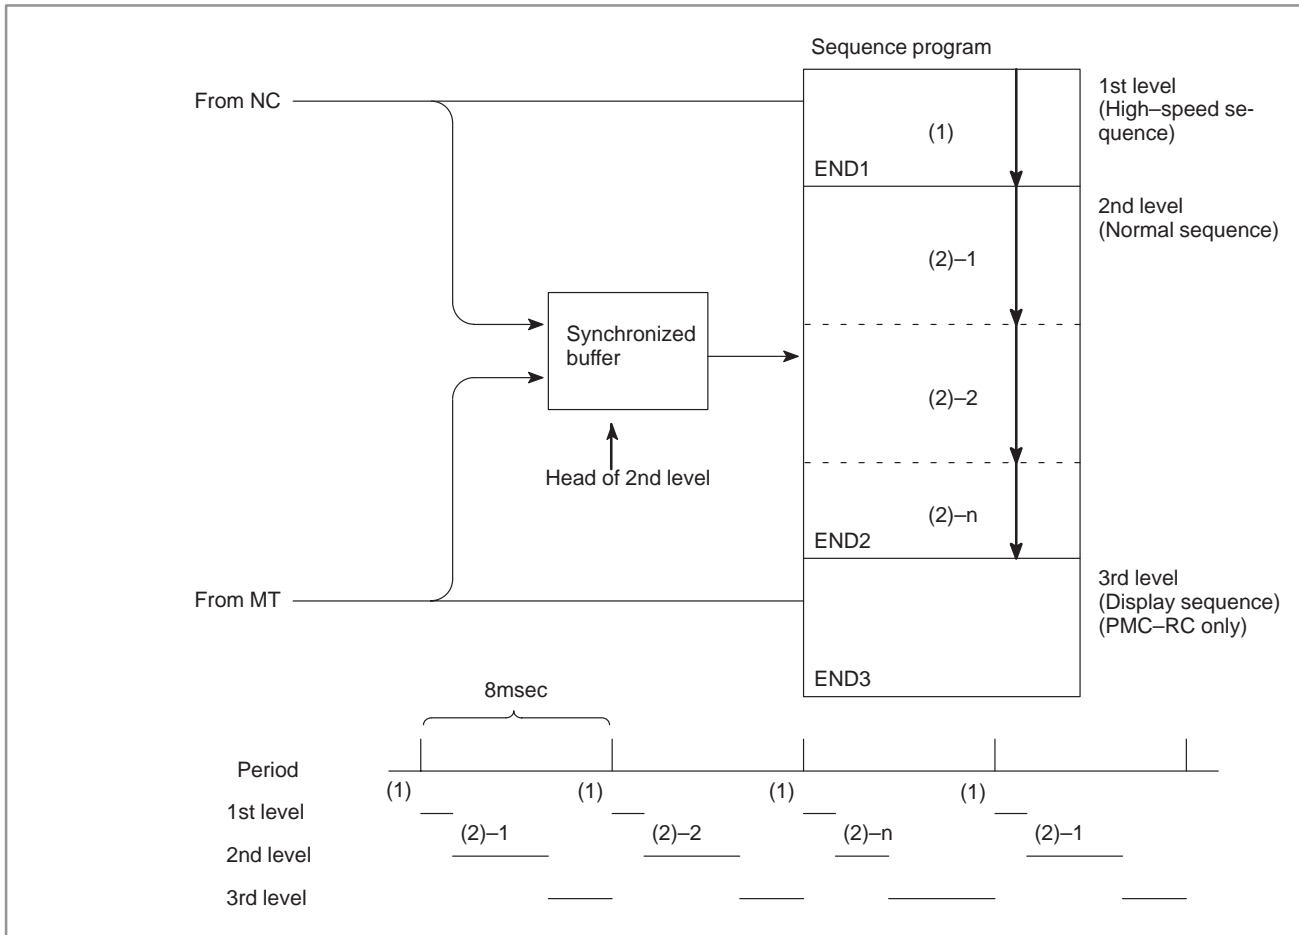 Sequence program
From NC
1st level
(High–speed se-
quence)
(1)
END1
2nd level
(Normal sequence)
(2)–1
Synchronized
buffer
(2)–2
Head of 2nd level
(2)–n
END2
From MT
3rd level
(Display sequence)
(PMC–RC only)
END3
8msec
Period
(1) (1) (1) (1)
1st level
(2)–1 (2)–2 (2)–n (2)–1
2nd level
3rd level